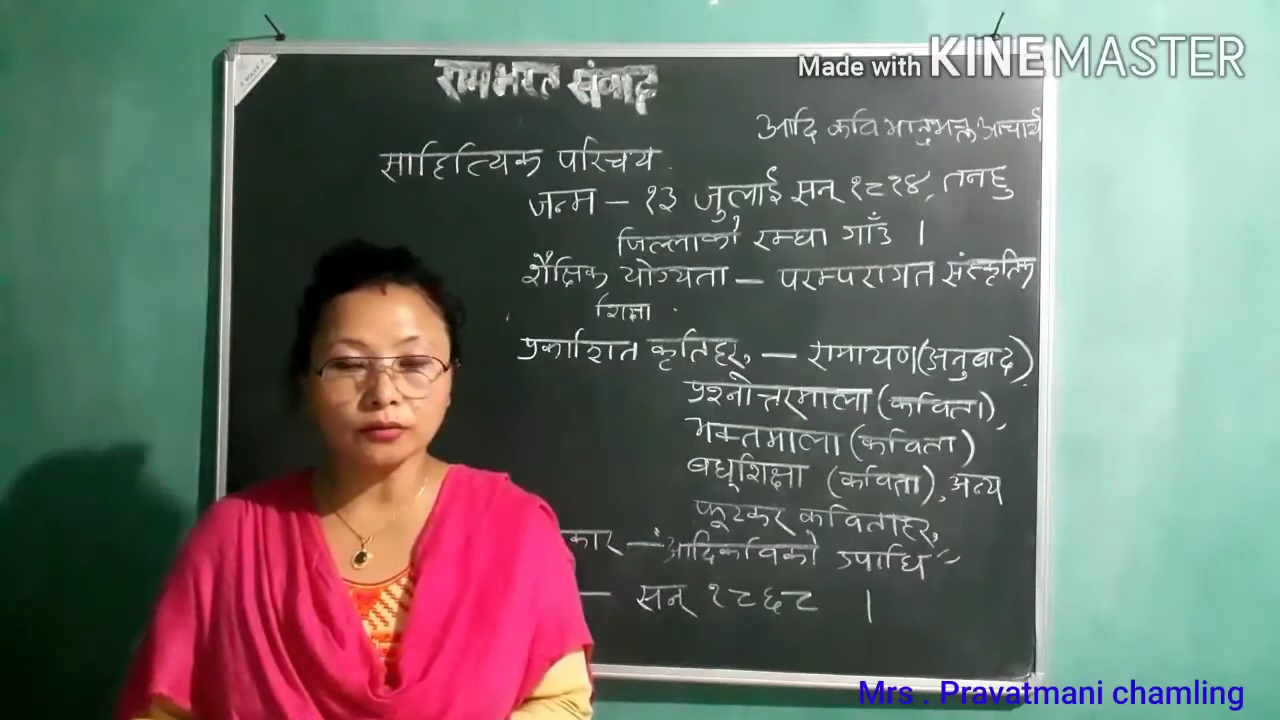 Made with KINEMASTER
रामभरत संवाद
आदि कवि भानुभक्त आचार्य
साहित्यिक परिचय.
जन्म – १३ जुलाई सन् १८१४, तनहु
जिल्लाको रम्घा गाँउ ।
शैक्षिक योग्यता – परम्परागत संस्कृतिक
शिक्षा .
प्रकाशित कृतिहरू – रामायण (अनुवाद)
प्रश्नोत्तरमाला (कविता),
भक्तमाला (कविता)
बधूशिक्षा (कविता), अन्य
फूटकर कविताहरू
कार – "आदिकविको उपाधि"
– सन् १८६८ ।
Mrs . Pravatmani chamling